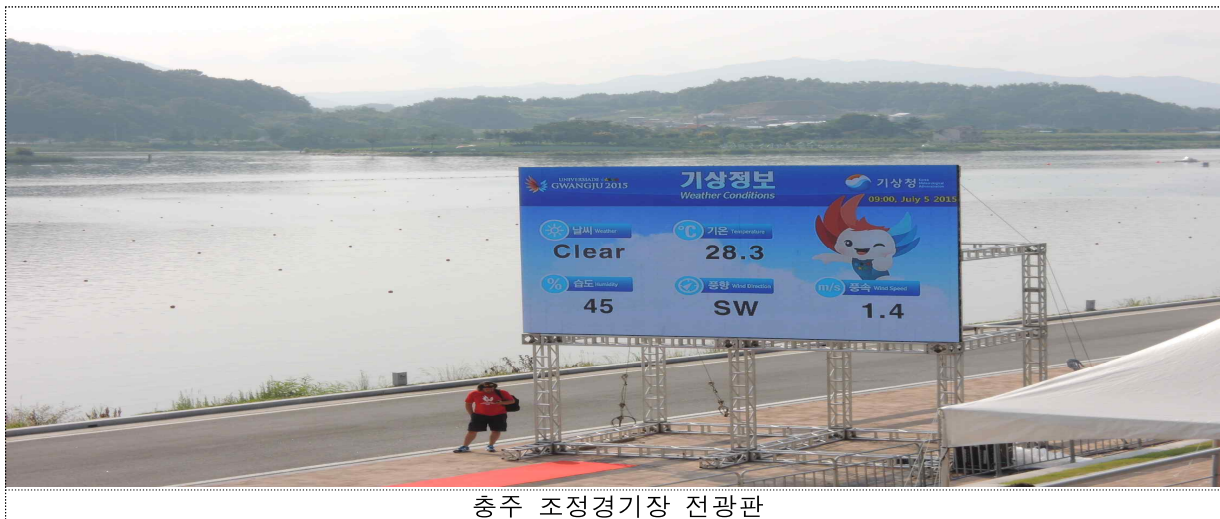 UNIVERSIADE
GWANGJU 2015
기상정보
Weather Conditions
기상청
09:00, July 5 2015
날씨 Weather
Clear
°C 기온 Temperature
28.3
% 습도 Humidity
45
풍향 Wind Direction
SW
m/s 풍속 Wind Speed
1.4
충주 조정경기장 전광판